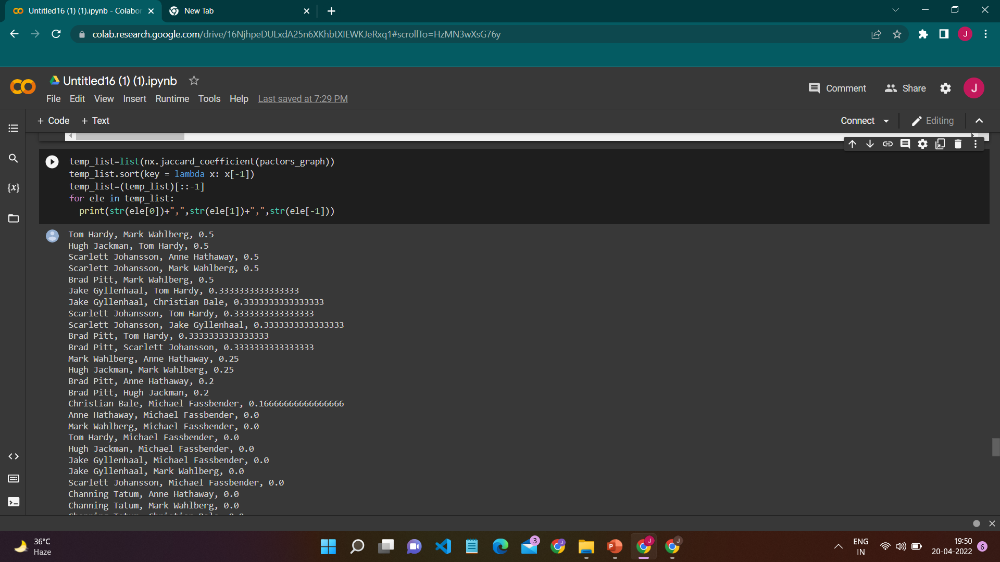 Untitled16 (1) (1).ipynb - Colabor
New Tab
colab.research.google.com/drive/16NjhpeDULxdA25n6XKhbtXIEWKJeRxq1#scrollTo=HzMN3wXsG76y
J
Untitled16 (1) (1).ipynb
Comment
Share
J
File Edit View Insert Runtime Tools Help Last saved at 7:29 PM
+ Code + Text
Connect
Editing
temp_list=list(nx.jaccard_coefficient(pactors_graph))
temp_list.sort(key = lambda x: x[-1])
temp_list=(temp_list)[::-1]
for ele in temp_list:
print(str(ele[0])+",",str(ele[1])+",",str(ele[-1]))
{x}
Tom Hardy, Mark Wahlberg, 0.5
Hugh Jackman, Tom Hardy, 0.5
Scarlett Johansson, Anne Hathaway, 0.5
Scarlett Johansson, Mark Wahlberg, 0.5
Brad Pitt, Mark Wahlberg, 0.5
Jake Gyllenhaal, Tom Hardy, 0.3333333333333333
Jake Gyllenhaal, Christian Bale, 0.3333333333333333
Scarlett Johansson, Tom Hardy, 0.3333333333333333
Scarlett Johansson, Jake Gyllenhaal, 0.3333333333333333
Brad Pitt, Tom Hardy, 0.3333333333333333
Brad Pitt, Scarlett Johansson, 0.3333333333333333
Mark Wahlberg, Anne Hathaway, 0.25
Hugh Jackman, Mark Wahlberg, 0.25
Brad Pitt, Anne Hathaway, 0.2
Brad Pitt, Hugh Jackman, 0.2
Christian Bale, Michael Fassbender, 0.16666666666666666
Anne Hathaway, Michael Fassbender, 0.0
Mark Wahlberg, Michael Fassbender, 0.0
Tom Hardy, Michael Fassbender, 0.0
Hugh Jackman, Michael Fassbender, 0.0
Jake Gyllenhaal, Michael Fassbender, 0.0
Jake Gyllenhaal, Mark Wahlberg, 0.0
Scarlett Johansson, Michael Fassbender, 0.0
Channing Tatum, Anne Hathaway, 0.0
Channing Tatum, Mark Wahlberg, 0.0
Channing Tatum, Christian Bale, 0.0
36°C
Haze
3
J
P
J
J
ENG
IN
19:50
20-04-2022
6